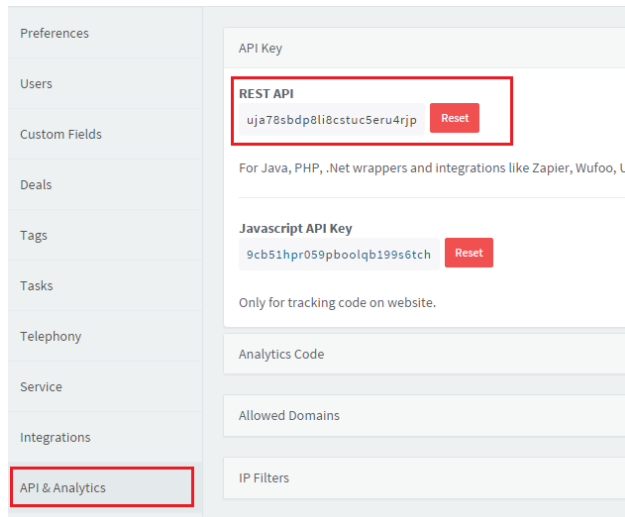 Preferences
Users
Custom Fields
Deals
Tags
Tasks
Telephony
Service
Integrations
API & Analytics
API Key
REST API
uja78sbdp8li8cstuc5eru4rjp Reset
For Java, PHP, .Net wrappers and integrations like Zapier, Wufoo, U
Javascript API Key
9cb51hpr059pboolqb199s6tch Reset
Only for tracking code on website.
Analytics Code
Allowed Domains
IP Filters